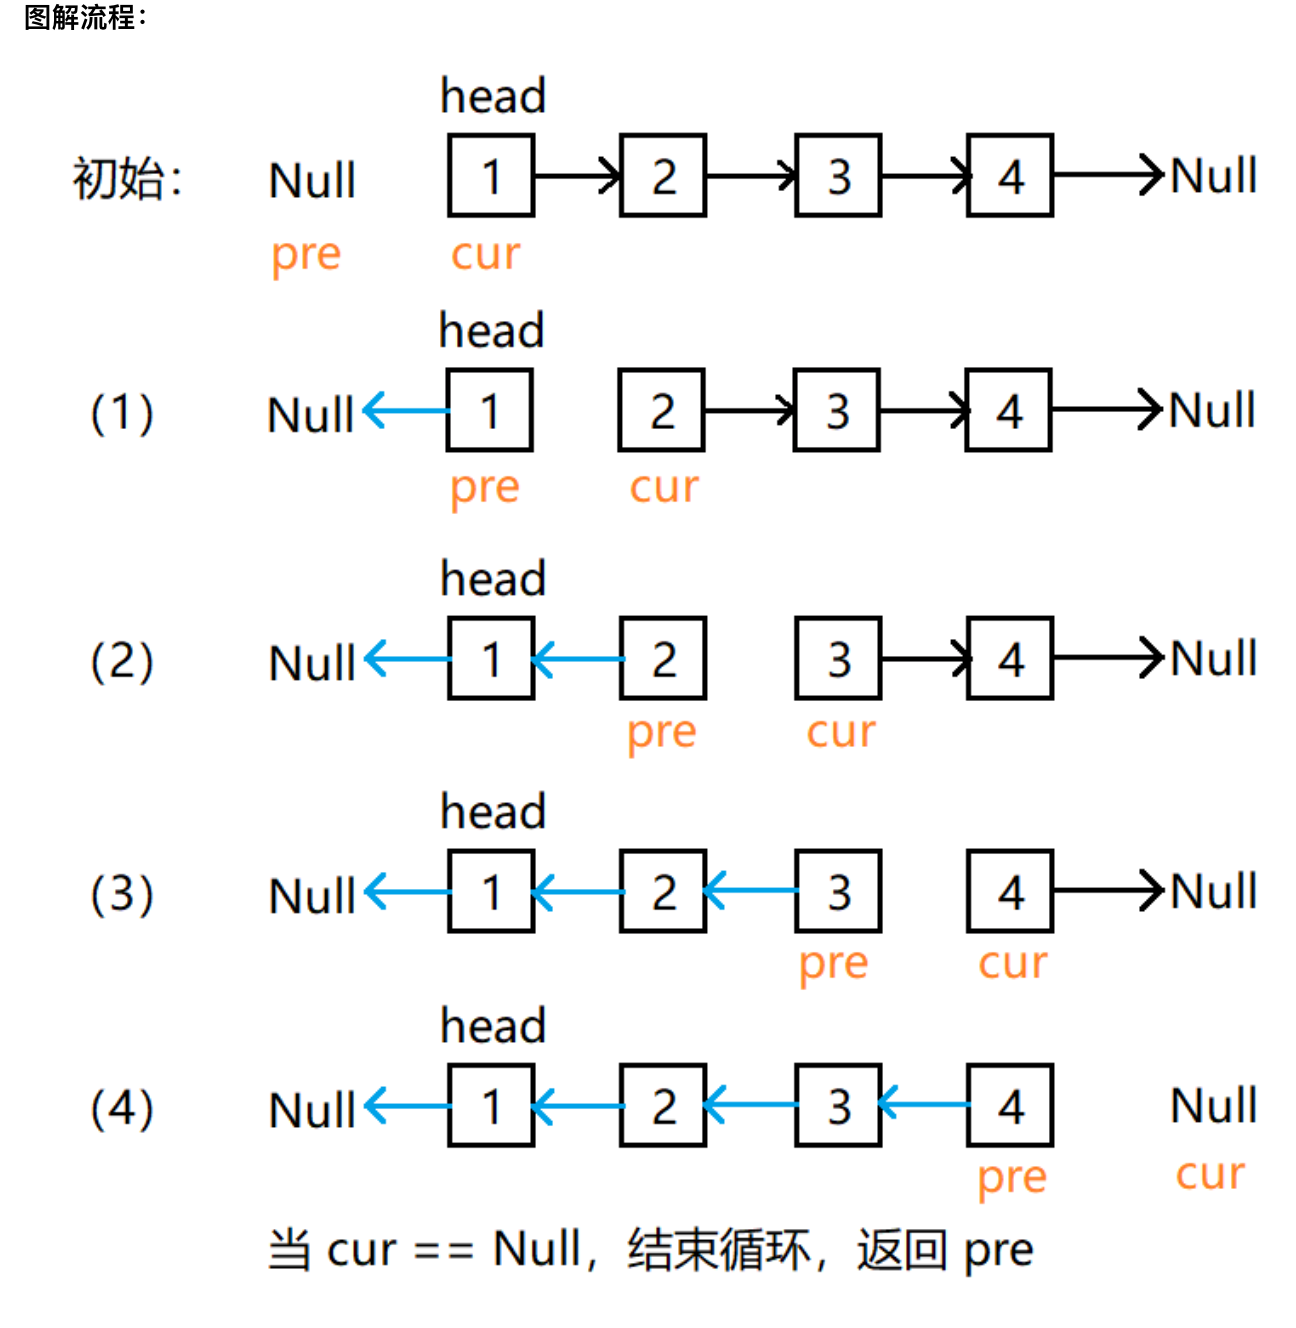 图解流程：
head
初始： Null 1 2 3 4 Null
pre cur
head
（1） Null 1 2 3 4 Null
pre cur
head
（2） Null 1 2 3 4 Null
pre cur
head
（3） Null 1 2 3 4 Null
pre cur
head
（4） Null 1 2 3 4 Null
pre cur
当 cur == Null，结束循环，返回 pre